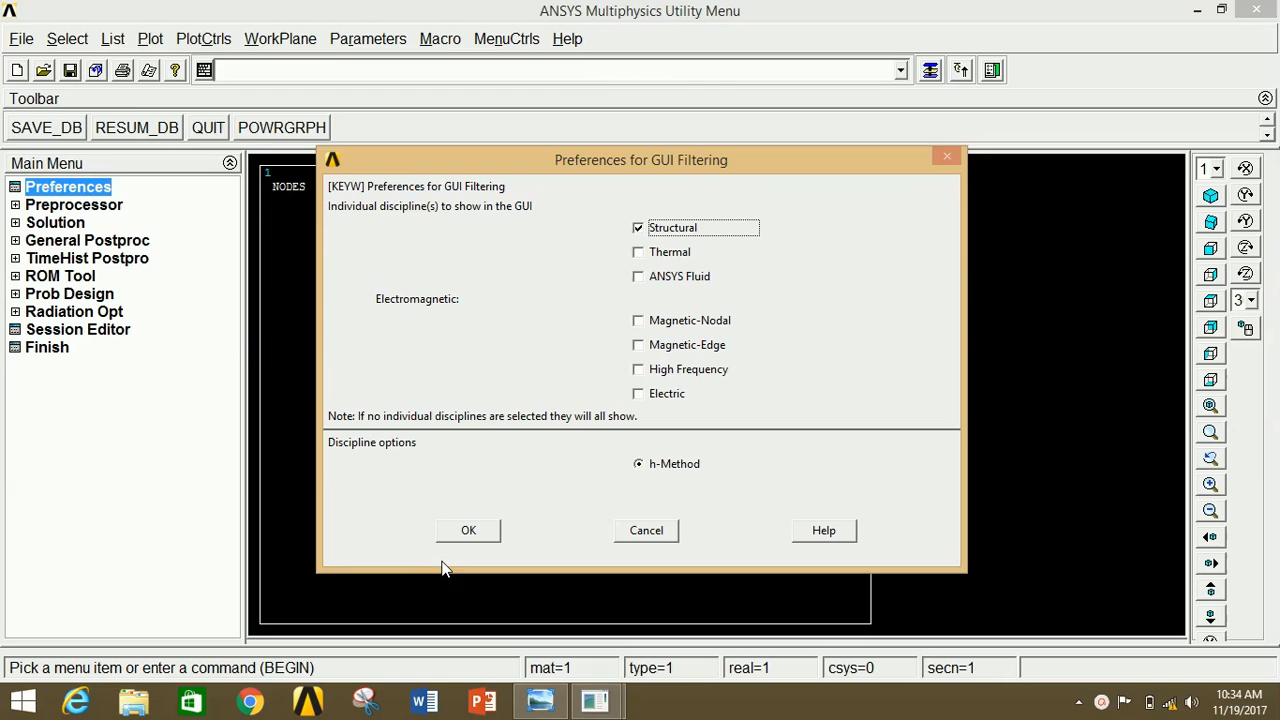 ANSYS Multiphysics Utility Menu
File Select List Plot PlotCtrls WorkPlane Parameters Macro MenuCtrls Help
Toolbar
SAVE_DB RESUM_DB QUIT POWRGRPH
Main Menu
Preferences
Preprocessor
Solution
General Postproc
TimeHist Postpro
ROM Tool
Prob Design
Radiation Opt
Session Editor
Finish
1
NODES
Preferences for GUI Filtering
[KEYW] Preferences for GUI Filtering
Individual discipline(s) to show in the GUI
Structural
Thermal
ANSYS Fluid
Electromagnetic:
Magnetic-Nodal
Magnetic-Edge
High Frequency
Electric
Note: If no individual disciplines are selected they will all show.
Discipline options
h-Method
OK Cancel Help
1
3
Pick a menu item or enter a command (BEGIN) mat=1 type=1 real=1 csys=0 secn=1
10:34 AM
11/19/2017